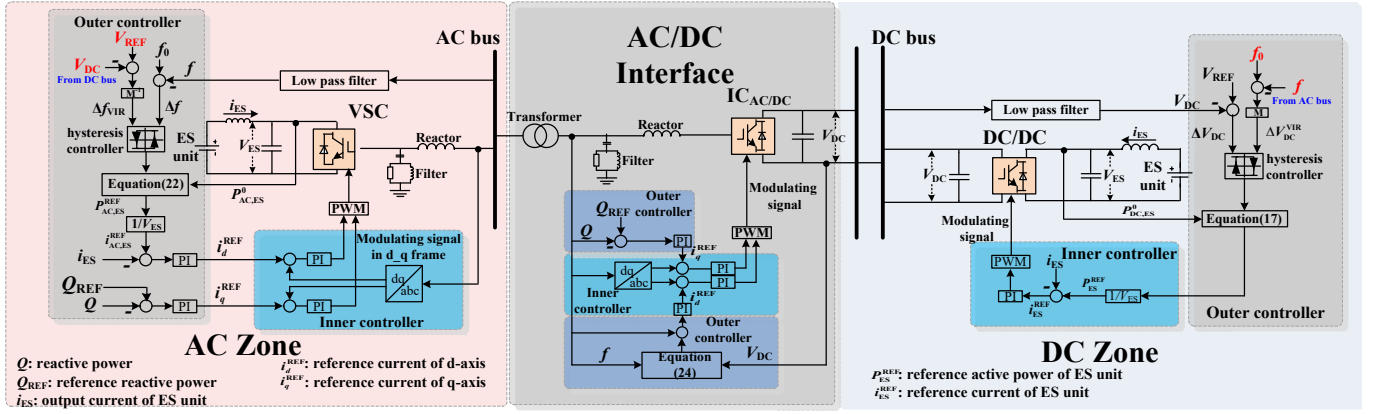 Outer controller
V_REF
V_DC
From DC bus
f_0
f
M⁻¹
Δf_VIR
Δf
hysteresis
controller
Equation(22)
P_AC,ES^REF
1/V_ES
i_AC,ES^REF
i_ES
PI
i_d^REF
Q_REF
Q
PI
i_q^REF
Low pass filter
AC bus
i_ES
VSC
ES
unit
V_ES
P_AC,ES^0
Reactor
Filter
PWM
Modulating signal
in d_q frame
PI
PI
dq
abc
Inner controller
AC Zone
Q: reactive power
Q_REF: reference reactive power
i_ES: output current of ES unit
i_d^REF: reference current of d-axis
i_q^REF: reference current of q-axis
AC/DC
Interface
Transformer
Reactor
IC_AC/DC
V_DC
Filter
Modulating
signal
Outer
controller
Q_REF
Q
PI
i_q^REF
PWM
dq
abc
PI
PI
Inner
controller
i_d^REF
PI
Outer
controller
f
Equation
(24)
V_DC
DC bus
Low pass filter
V_DC
DC/DC
V_DC
V_ES
i_ES
ES
unit
Modulating
signal
P_DC,ES^0
PWM
Inner controller
i_ES
PI
i_ES^REF
P_ES^REF
1/V_ES
f_0
V_REF
f
From AC bus
M
ΔV_DC
ΔV_DC^VIR
hysteresis
controller
Equation(17)
Outer controller
DC Zone
P_ES^REF: reference active power of ES unit
i_ES^REF: reference current of ES unit